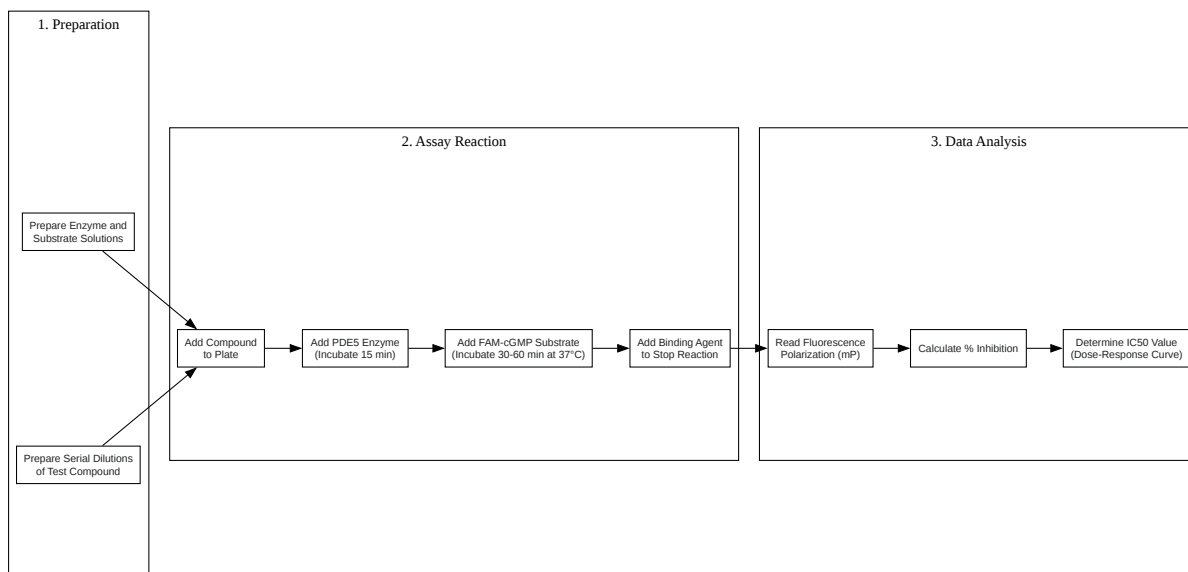 1. Preparation
Prepare Enzyme and
Substrate Solutions
Prepare Serial Dilutions
of Test Compound
2. Assay Reaction
Add Compound
to Plate
Add PDE5 Enzyme
(Incubate 15 min)
Add FAM-cGMP Substrate
(Incubate 30-60 min at 37°C)
Add Binding Agent
to Stop Reaction
3. Data Analysis
Read Fluorescence
Polarization (mP)
Calculate % Inhibition
Determine IC50 Value
(Dose-Response Curve)